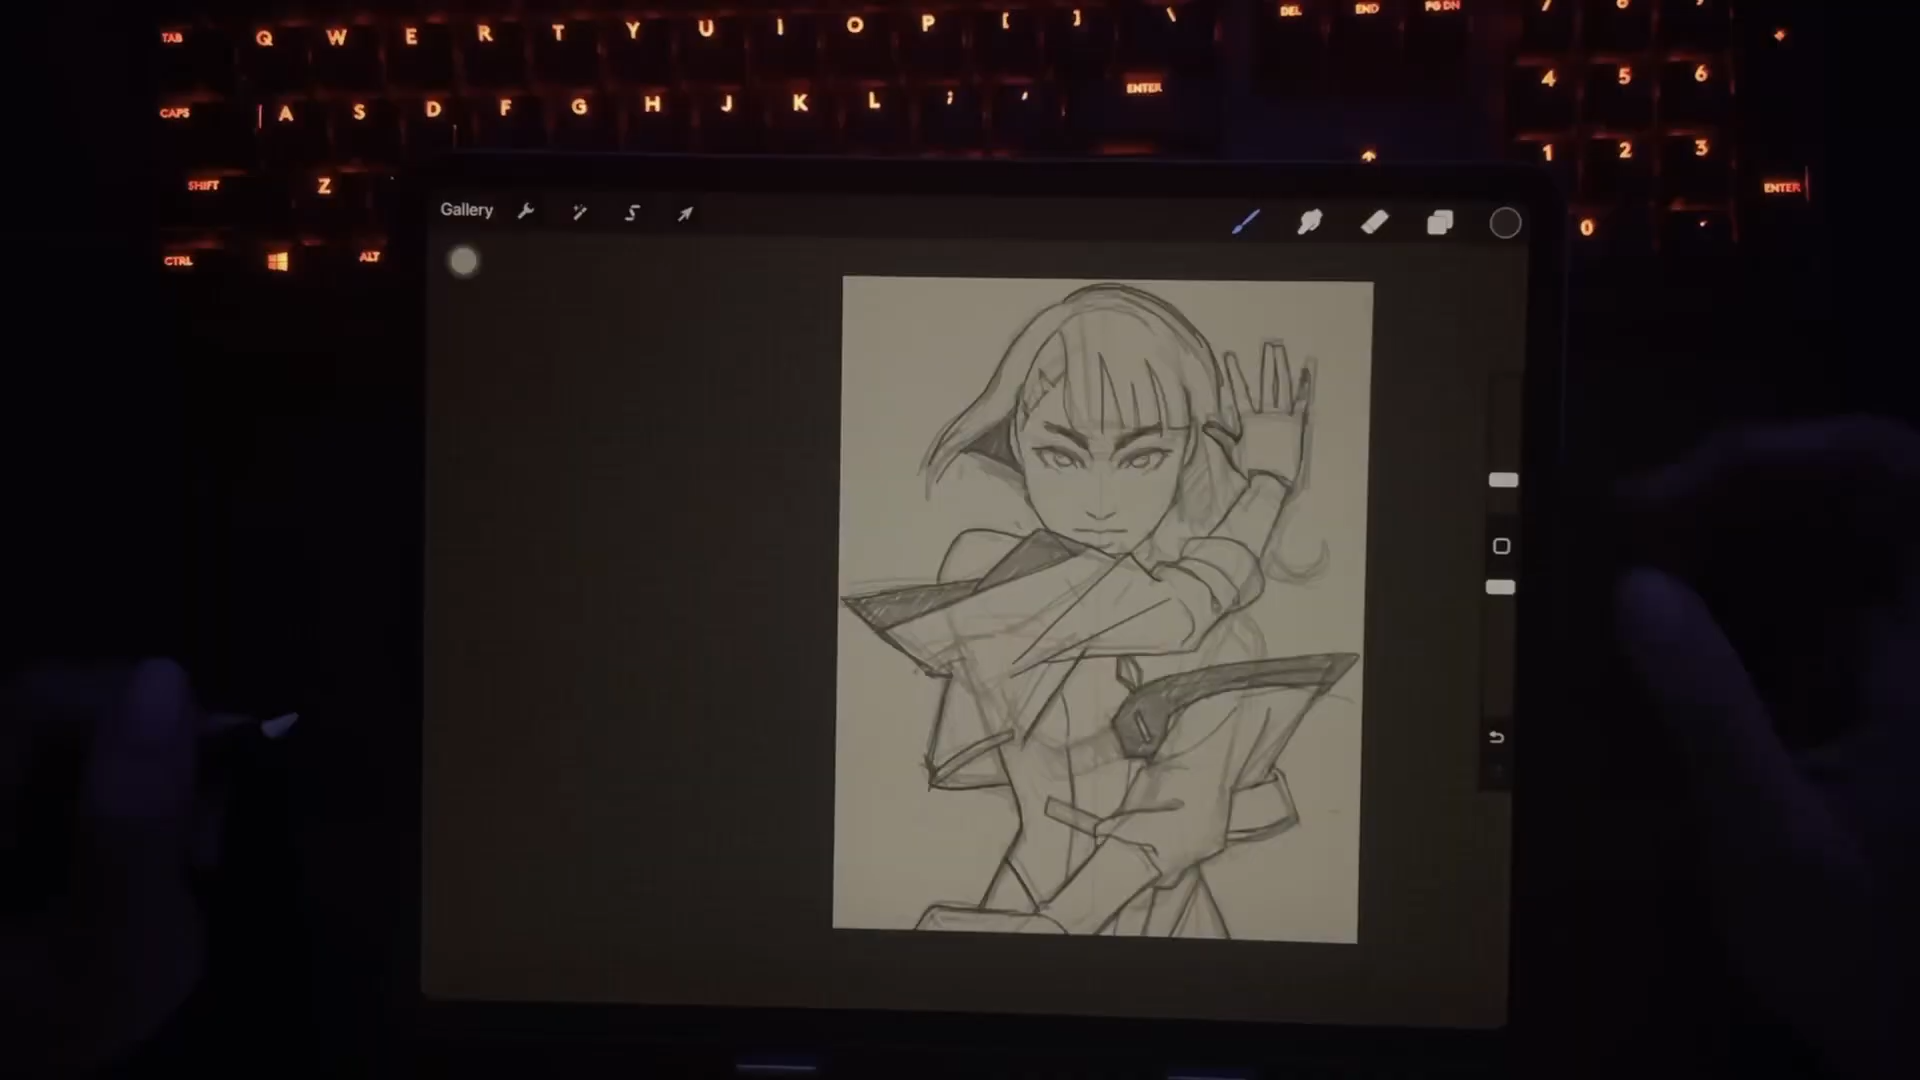 TAB Q W E R T Y U I O P [ ] \ DEL END PG DN
CAPS A S D F G H J K L ; ' ENTER 4 5 6
SHIFT Z 1 2 3 ENTER
CTRL ALT 0 .
Gallery